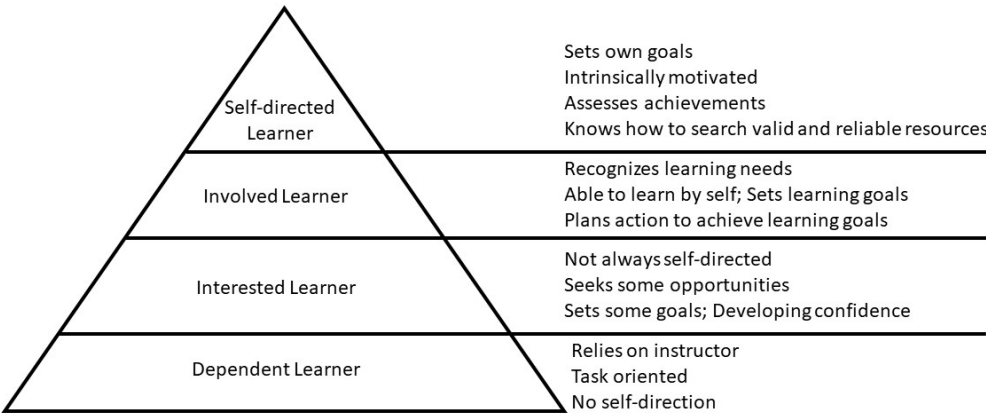 Self-directed
Learner
Sets own goals
Intrinsically motivated
Assesses achievements
Knows how to search valid and reliable resources
Involved Learner
Recognizes learning needs
Able to learn by self; Sets learning goals
Plans action to achieve learning goals
Interested Learner
Not always self-directed
Seeks some opportunities
Sets some goals; Developing confidence
Dependent Learner
Relies on instructor
Task oriented
No self-direction